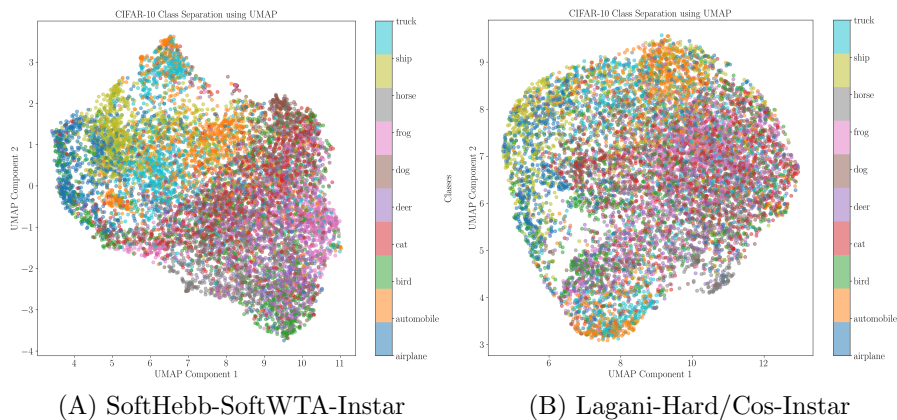 CIFAR-10 Class Separation using UMAP
UMAP Component 2
3
2
1
0
−1
−2
−3
−4
4
5
6
7
8
9
10
11
UMAP Component 1
truck
ship
horse
frog
dog
deer
cat
bird
automobile
airplane
Classes
(A) SoftHebb-SoftWTA-Instar
CIFAR-10 Class Separation using UMAP
UMAP Component 2
9
8
7
6
5
4
3
6
8
10
12
UMAP Component 1
truck
ship
horse
frog
dog
deer
cat
bird
automobile
airplane
(B) Lagani-Hard/Cos-Instar